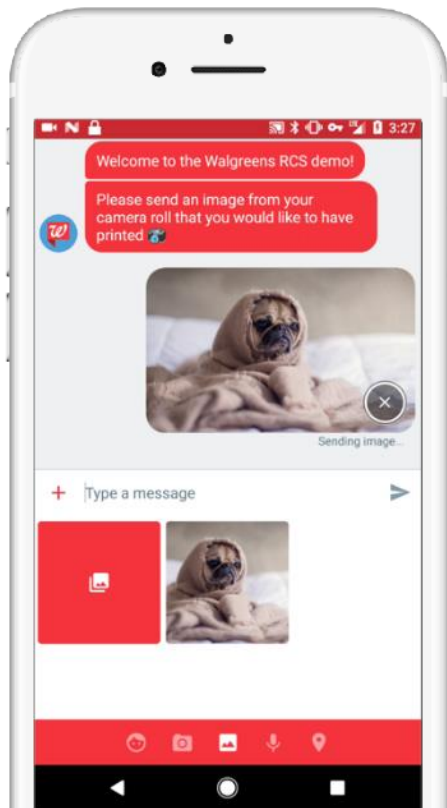 3:27
Welcome to the Walgreens RCS demo!
Please send an image from your
camera roll that you would like to have
printed 📸
Sending image...
Type a message